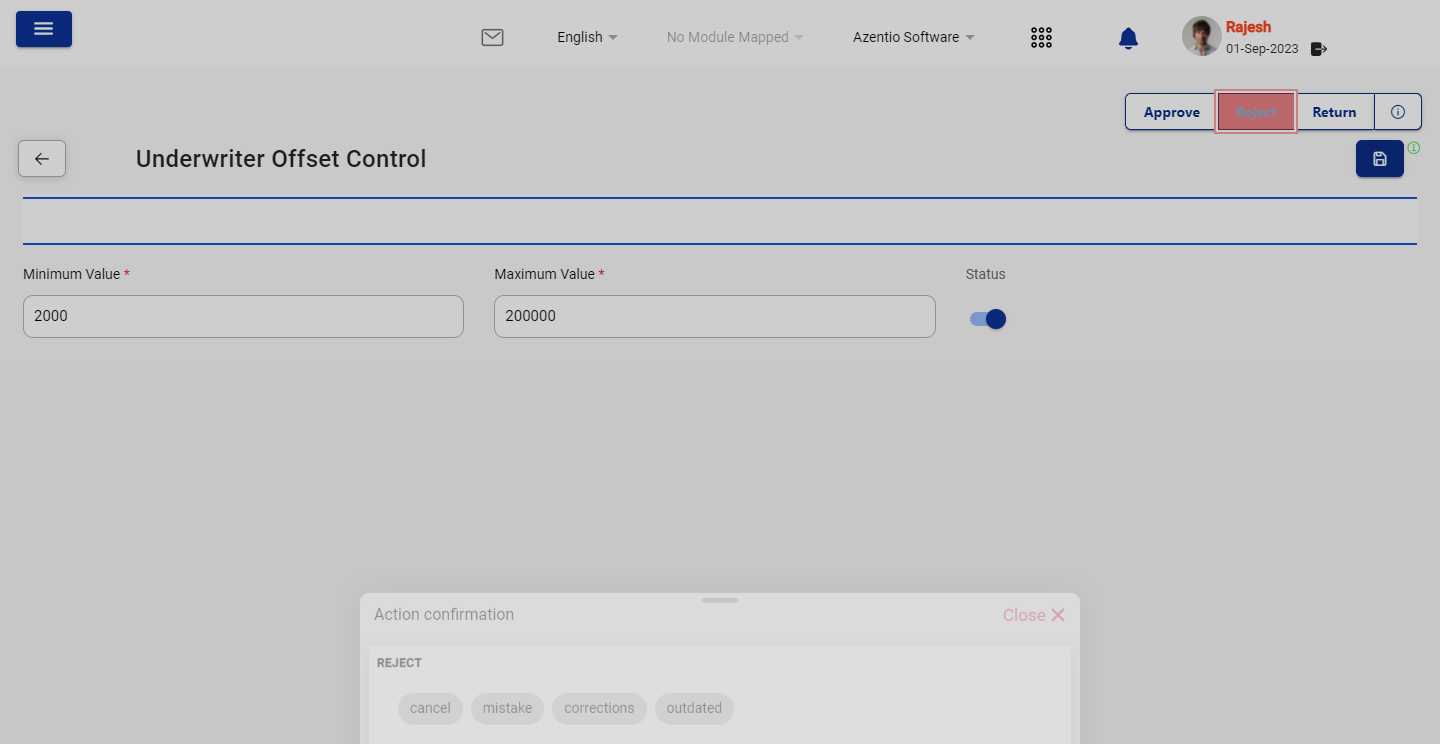 English
No Module Mapped
Azentio Software
Rajesh
01-Sep-2023
Approve
Reject
Return
Underwriter Offset Control
Minimum Value *
Maximum Value *
Status
2000
200000
Action confirmation
Close
REJECT
cancel
mistake
corrections
outdated